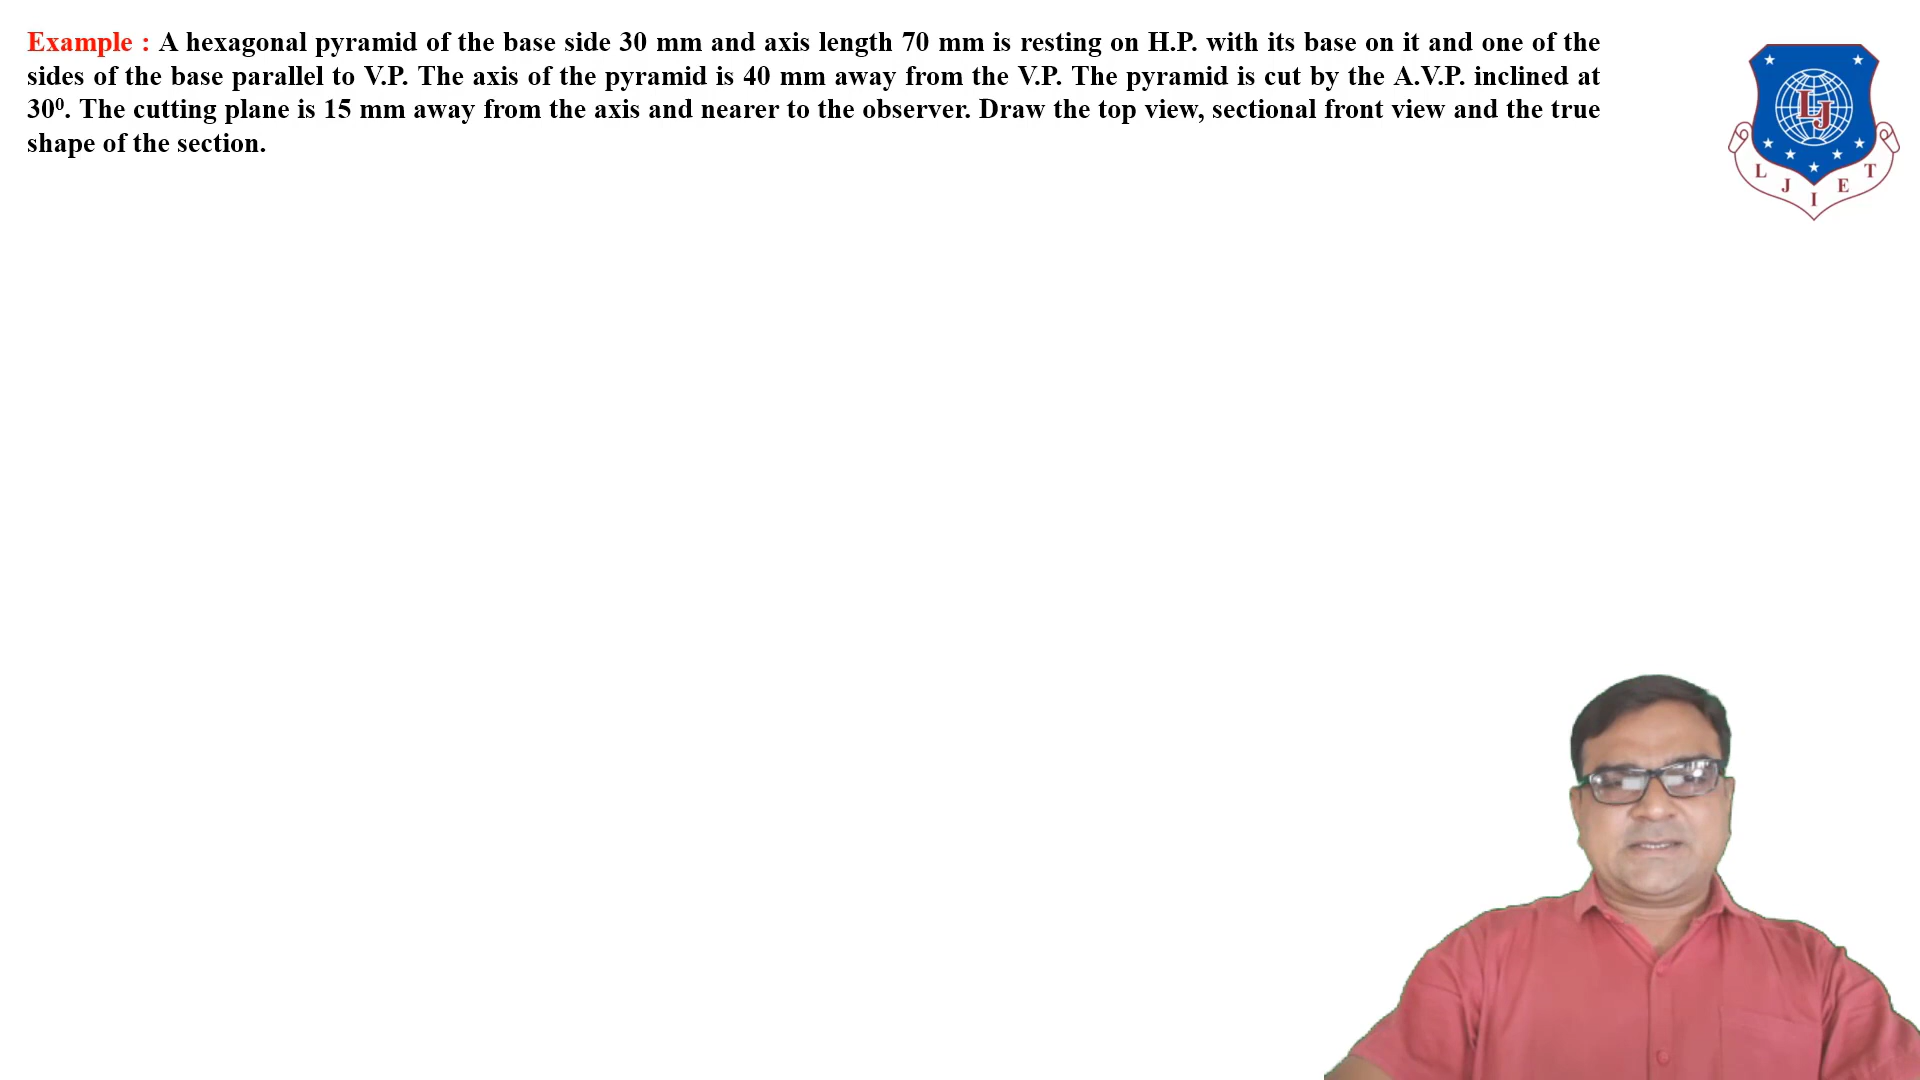 Example : A hexagonal pyramid of the base side 30 mm and axis length 70 mm is resting on H.P. with its base on it and one of the
sides of the base parallel to V.P. The axis of the pyramid is 40 mm away from the V.P. The pyramid is cut by the A.V.P. inclined at
30⁰. The cutting plane is 15 mm away from the axis and nearer to the observer. Draw the top view, sectional front view and the true
shape of the section.
LJ
L J I E T